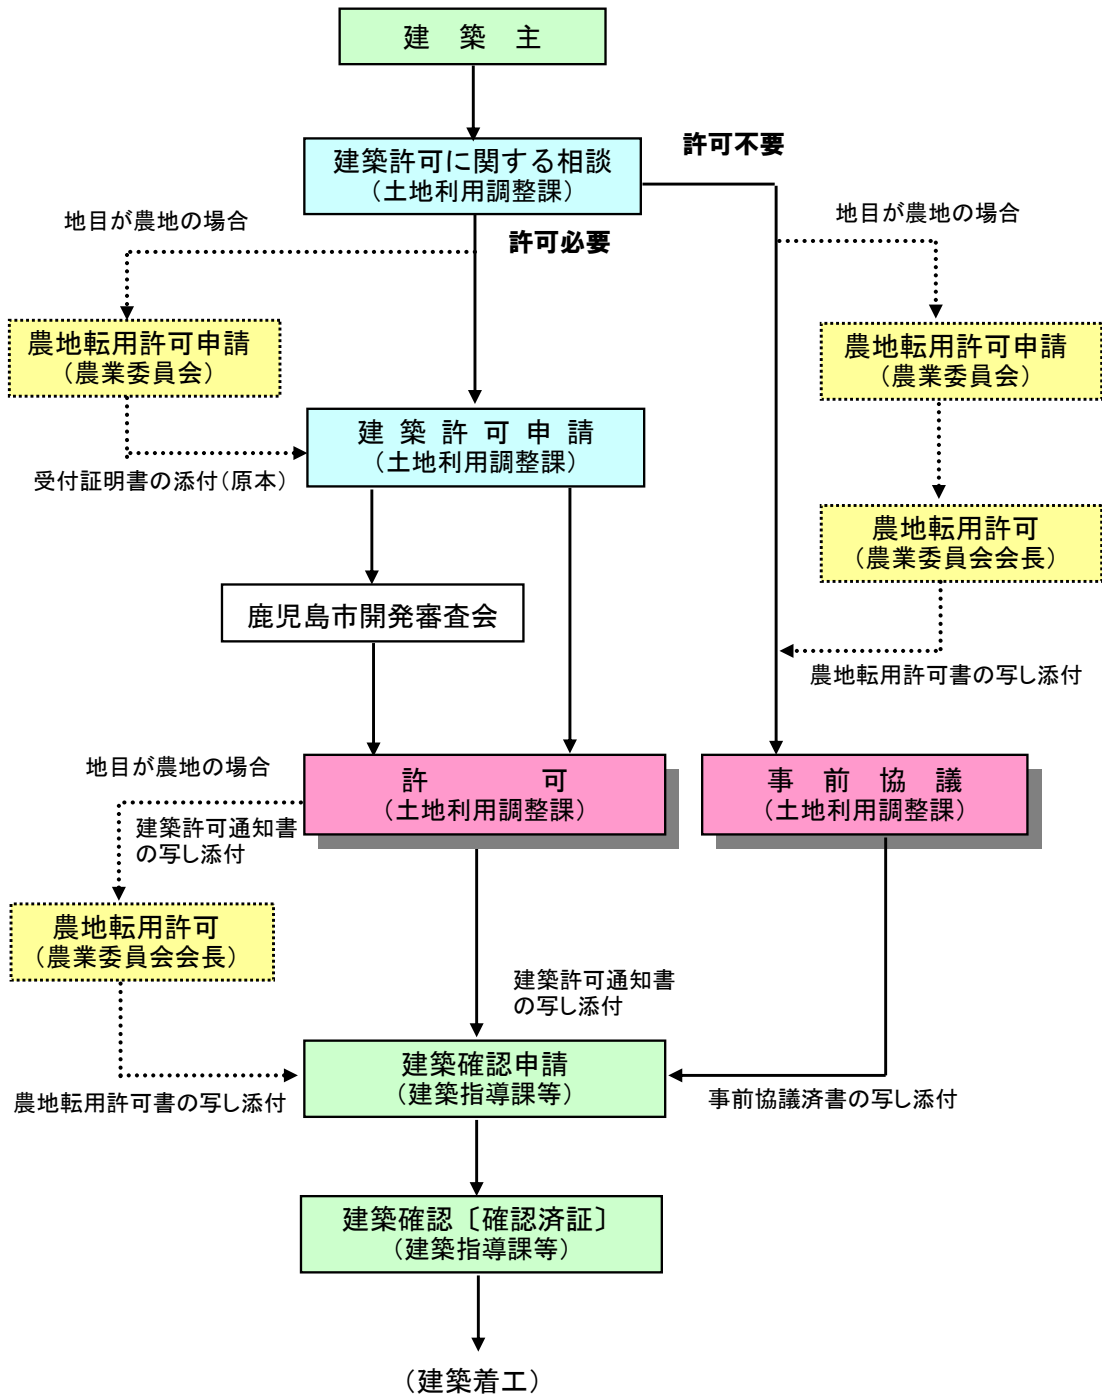 建　築　主
建築許可に関する相談
（土地利用調整課）
許可不要
地目が農地の場合
許可必要
地目が農地の場合
農地転用許可申請
（農業委員会）
農地転用許可申請
（農業委員会）
建 築 許 可 申 請
（土地利用調整課）
受付証明書の添付（原本）
農地転用許可
（農業委員会会長）
鹿児島市開発審査会
農地転用許可書の写し添付
地目が農地の場合
許　　　　可
（土地利用調整課）
事　前　協　議
（土地利用調整課）
建築許可通知書
の写し添付
農地転用許可
（農業委員会会長）
建築許可通知書
の写し添付
建築確認申請
（建築指導課等）
農地転用許可書の写し添付
事前協議済書の写し添付
建築確認〔確認済証〕
（建築指導課等）
（建築着工）